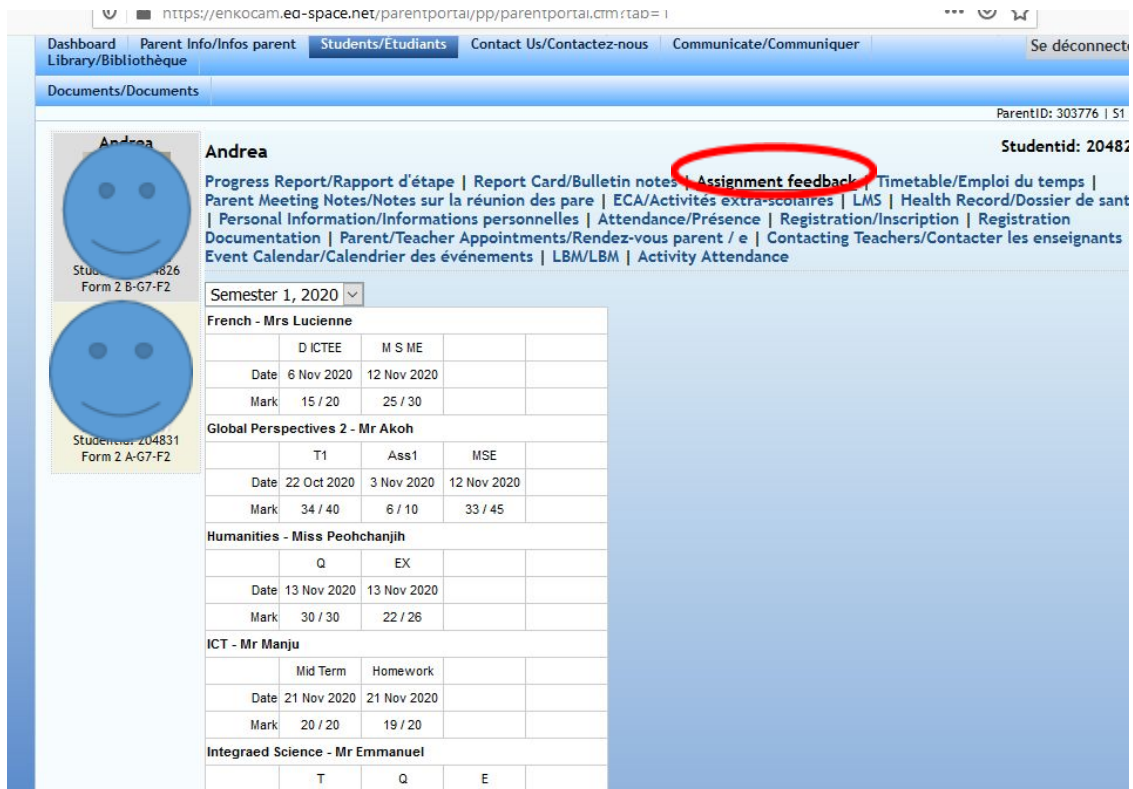 https://enkocam.ed-space.net/parentportal/pp/parentportal.cfm?tab=1
Dashboard Parent Info/Infos parent Students/Étudiants Contact Us/Contactez-nous Communicate/Communiquer Se déconnecte
Library/Bibliothèque
Documents/Documents
ParentID: 303776 | S1
Andrea
Andrea
Studentid: 20482
Progress Report/Rapport d'étape | Report Card/Bulletin notes | Assignment feedback | Timetable/Emploi du temps |
Parent Meeting Notes/Notes sur la réunion des pare | ECA/Activités extra-scolaires | LMS | Health Record/Dossier de sant
| Personal Information/Informations personnelles | Attendance/Présence | Registration/Inscription | Registration
Documentation | Parent/Teacher Appointments/Rendez-vous parent / e | Contacting Teachers/Contacter les enseignants
Event Calendar/Calendrier des événements | LBM/LBM | Activity Attendance
4826
Form 2 B-G7-F2
Studentid: 204831
Form 2 A-G7-F2
Semester 1, 2020
French - Mrs Lucienne
D ICTEE M S ME
Date 6 Nov 2020 12 Nov 2020
Mark 15 / 20 25 / 30
Global Perspectives 2 - Mr Akoh
T1 Ass1 MSE
Date 22 Oct 2020 3 Nov 2020 12 Nov 2020
Mark 34 / 40 6 / 10 33 / 45
Humanities - Miss Peohchanjih
Q EX
Date 13 Nov 2020 13 Nov 2020
Mark 30 / 30 22 / 26
ICT - Mr Manju
Mid Term Homework
Date 21 Nov 2020 21 Nov 2020
Mark 20 / 20 19 / 20
Integraed Science - Mr Emmanuel
T Q E